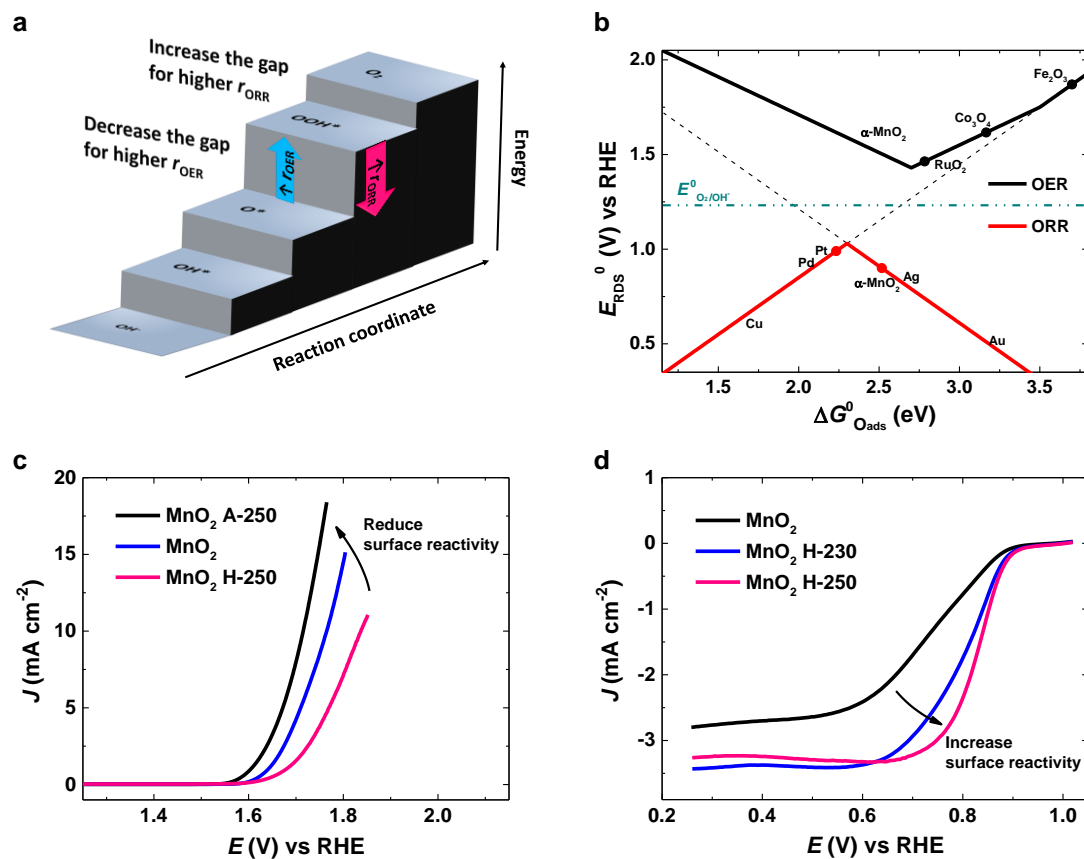 a
Increase the gap
for higher rORR
Decrease the gap
for higher rOER
O2
OOH*
O*
OH*
OH-
↑ rOER
↑ rORR
Energy
Reaction coordinate
b
2.0
1.5
1.0
0.5
ERDS0 (V) vs RHE
1.5
2.0
2.5
3.0
3.5
ΔG0Oads (eV)
Fe2O3
Co3O4
α-MnO2
RuO2
OER
E0O2/OH-
ORR
Pt
Pd
α-MnO2
Ag
Cu
Au
c
20
15
10
5
0
J (mA cm-2)
MnO2 A-250
MnO2
MnO2 H-250
Reduce
surface reactivity
1.4
1.6
1.8
2.0
E (V) vs RHE
d
1
0
-1
-2
-3
J (mA cm-2)
MnO2
MnO2 H-230
MnO2 H-250
Increase
surface reactivity
0.2
0.4
0.6
0.8
1.0
E (V) vs RHE